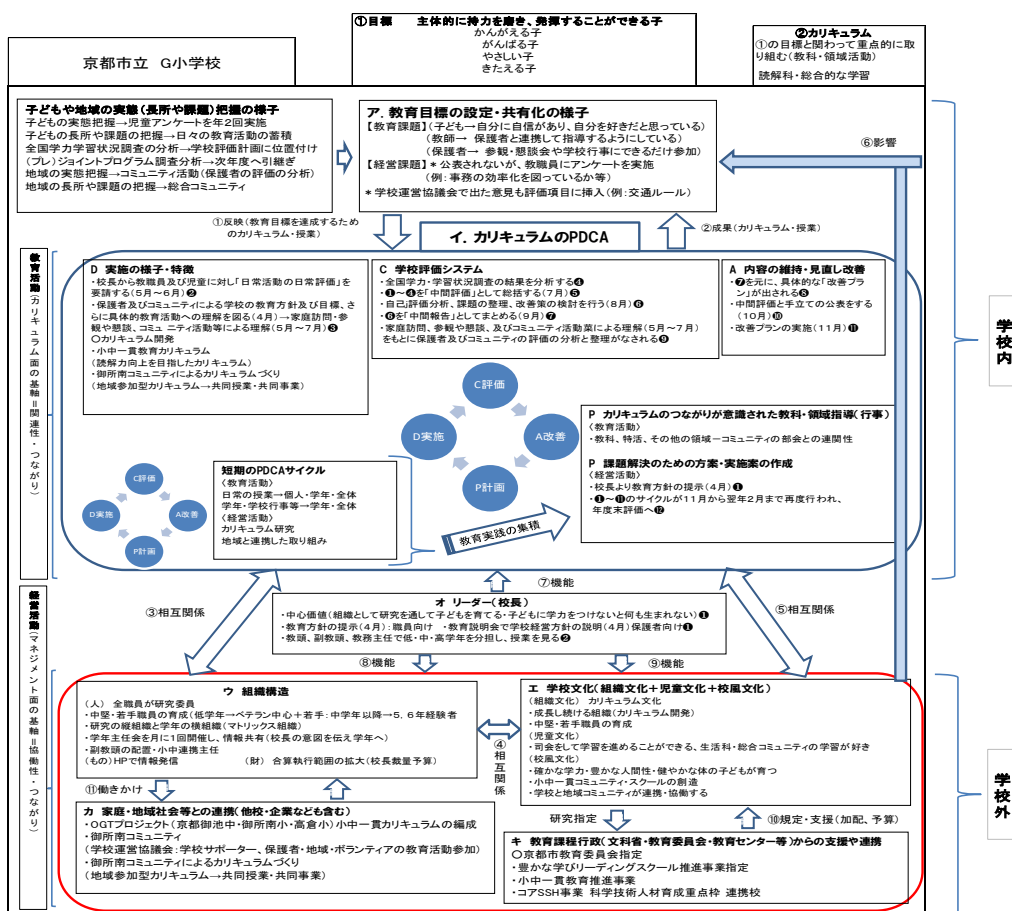 ①目標　　主体的に持力を磨き、発揮することができる子
かんがえる子
がんばる子
やさしい子
きたえる子
②カリキュラム
①の目標と関わって重点的に取
り組む(教科・領域活動)
読解科・総合的な学習
京都市立　G小学校
子どもや地域の実態(長所や課題)把握の様子
子どもの実態把握→児童アンケートを年2回実施
子どもの長所や課題の把握→日々の教育活動の蓄積
全国学力学習状況調査の分析→学校評価計画に位置付け
(プレ)ジョイントプログラム調査分析→次年度へ引継ぎ
地域の実態把握→コミュティ活動(保護者の評価の分析)
地域の長所や課題の把握→総合コミュニティ
ア. 教育目標の設定・共有化の様子
【教育課題】(子ども→自分に自信があり、自分を好きだと思っている)
(教師→ 保護者と連携して指導するようにしている)
(保護者→ 参観・懇談会や学校行事にできるだけ参加)
【経営課題】＊公表されないが、教職員にアンケートを実施
(例:事務の効率化を図っているか等)
＊学校運営協議会で出た意見も評価項目に挿入(例:交通ルール)
⑥影響
①反映(教育目標を達成するため
のカリキュラム・授業)
②成果(カリキュラム・授業)
イ. カリキュラムのPDCA
教育活動(カリキュラム面の基軸=関連性・つながり)
D 実施の様子・特徴
・校長から教職員及び児童に対し「日常活動の日常評価」を
要請する(5月～6月)❷
・保護者及びコミュティによる学校の教育方針及び目標、さ
らに具体的教育活動への理解を図る(4月)→家庭訪問・参
観や懇談、コミュ ニティ活動等による理解(5月～7月)❸
〇カリキュラム開発
・小中一貫教育カリキュラム
(読解力向上を目指したカリキュラム)
・御所南コミュニティによるカリキュラムづくり
(地域参加型カリキュラム→共同授業・共同事業)
C 学校評価システム
・全国学力・学習状況調査の結果を分析する❹
・❶～❹を「中間評価」として総括する(7月)❺
・自己評価分析、課題の整理、改善策の検討を行う(8月)❻
・❻を「中間報告」としてまとめる(9月)❼
・家庭訪問、参観や懇談、及びコミュニティ活動菜による理解(5月～7月)
をもとに保護者及びコミュニティの評価の分析と整理がなされる❾
A 内容の維持・見直し改善
・❼を元に、具体的な「改善プラ
ン」が出される❽
・中間評価と手立ての公表をする
(10月)❿
・改善プランの実施(11月)⓫
学校内
C評価
D実施
A改善
P計画
P カリキュラムのつながりが意識された教科・領域指導(行事)
〈教育活動〉
・教科、特活、その他の領域－コミュティの部会との連関性
P 課題解決のための方案・実施案の作成
〈経営活動〉
・校長より教育方針の提示(4月)❶
・❶～⓫のサイクルが11月から翌年2月まで再度行われ、
年度末評価へ⓬
C評価
D実施
A改善
P計画
短期のPDCAサイクル
〈教育活動〉
日常の授業→個人・学年・全体
学年・学校行事等→学年・全体
〈経営活動〉
カリキュラム研究
地域と連携した取り組み
教育実践の集積
⑦機能
③相互関係
⑤相互関係
オ リーダー(校長)
・中心価値(組織として研究を通して子どもを育てる・子どもに学力をつけないと何も生まれない)❶
・教育方針の提示(4月):職員向け　・教育説明会で学校経営方針の説明(4月)保護者向け❶
・教頭、副教頭、教務主任で低・中・高学年を分担し、授業を見る❷
⑧機能
⑨機能
経営活動(マネジメント面の基軸=協働性・つながり)
ウ 組織構造
(人) 全職員が研究委員
・中堅・若手職員の育成(低学年→ベテラン中心＋若手:中学年以降→5、6年経験者
・研究の縦組織と学年の横組織(マトリックス組織)
・学年主任会を月に1回開催し、情報共有(校長の意図を伝え学年へ)
・副教頭の配置・小中連携主任
(もの)HPで情報発信　　(財) 合算執行範囲の拡大(校長裁量予算)
④相互関係
エ 学校文化(組織文化＋児童文化＋校風文化)
(組織文化) カリキュラム文化
・成長し続ける組織(カリキュラム開発)
・中堅・若手職員の育成
(児童文化)
・司会をして学習を進めることができる、生活科・総合コミュティの学習が好き
(校風文化)
・確かな学力・豊かな人間性・健やかな体の子どもが育つ
・小中一貫コミュティ・スクールの創造
・学校と地域コミュティが連携・協働する
学校外
⑪働きかけ
研究指定
⑩規定・支援(加配、予算)
カ 家庭・地域社会等との連携(他校・企業なども含む)
・OGTプロジェクト(京都御池中・御所南小・高倉小)小中一貫カリキュラムの編成
・御所南コミュニティ
(学校運営協議会:学校サポーター、保護者・地域・ボランティアの教育活動参加)
・御所南コミュニティによるカリキュラムづくり
(地域参加型カリキュラム→共同授業・共同事業)
キ 教育課程行政(文科省・教育委員会・教育センター等)からの支援や連携
〇京都市教育委員会指定
・豊かな学びリーディングスクール推進事業指定
・小中一貫教育推進事業
・コアSSH事業 科学技術人材育成重点枠 連携校